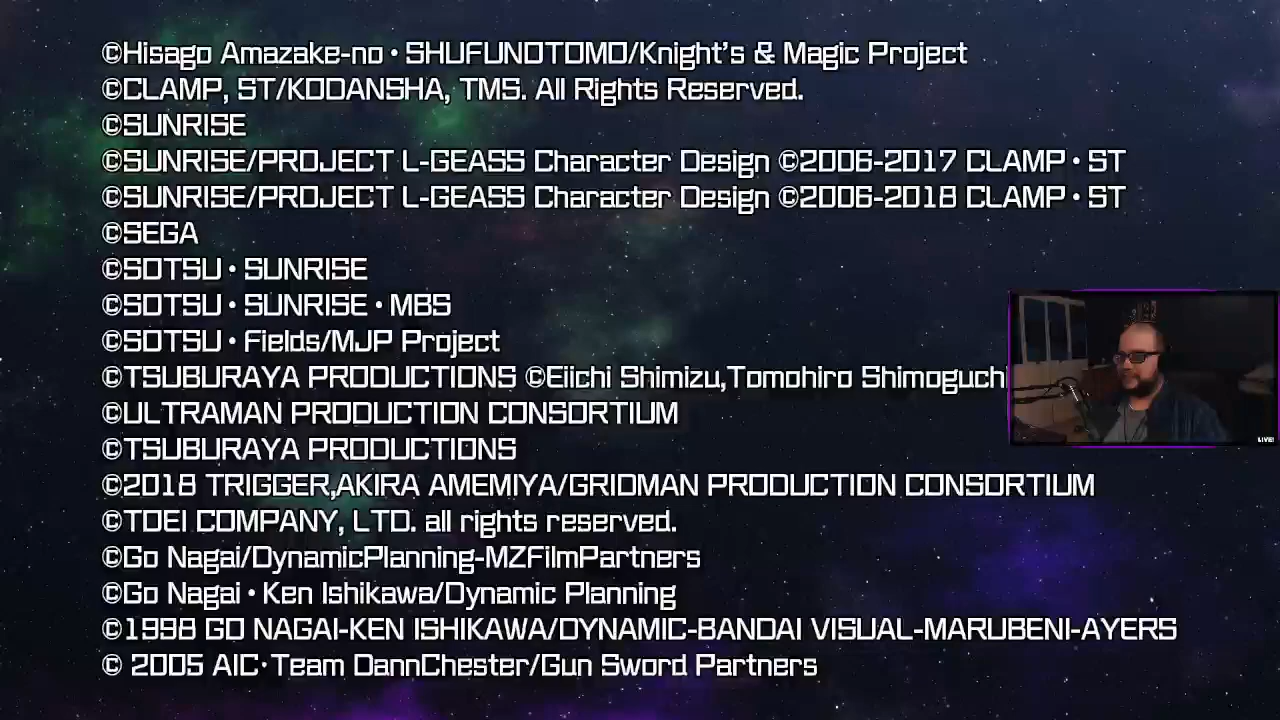 ©Hisago Amazake-no・SHUFUNOTOMO/Knight's & Magic Project
©CLAMP, ST/KODANSHA, TMS. All Rights Reserved.
©SUNRISE
©SUNRISE/PROJECT L-GEASS Character Design ©2006-2017 CLAMP・ST
©SUNRISE/PROJECT L-GEASS Character Design ©2006-2018 CLAMP・ST
©SEGA
©SOTSU・SUNRISE
©SOTSU・SUNRISE・MBS
©SOTSU・Fields/MJP Project
©TSUBURAYA PRODUCTIONS ©Eiichi Shimizu,Tomohiro Shimoguchi
©ULTRAMAN PRODUCTION CONSORTIUM
©TSUBURAYA PRODUCTIONS
©2018 TRIGGER,AKIRA AMEMIYA/GRIDMAN PRODUCTION CONSORTIUM
©TOEI COMPANY, LTD. all rights reserved.
©Go Nagai/DynamicPlanning-MZFilmPartners
©Go Nagai・Ken Ishikawa/Dynamic Planning
©1998 GO NAGAI-KEN ISHIKAWA/DYNAMIC-BANDAI VISUAL-MARUBENI-AYERS
© 2005 AIC・Team DannChester/Gun Sword Partners
LIVE!